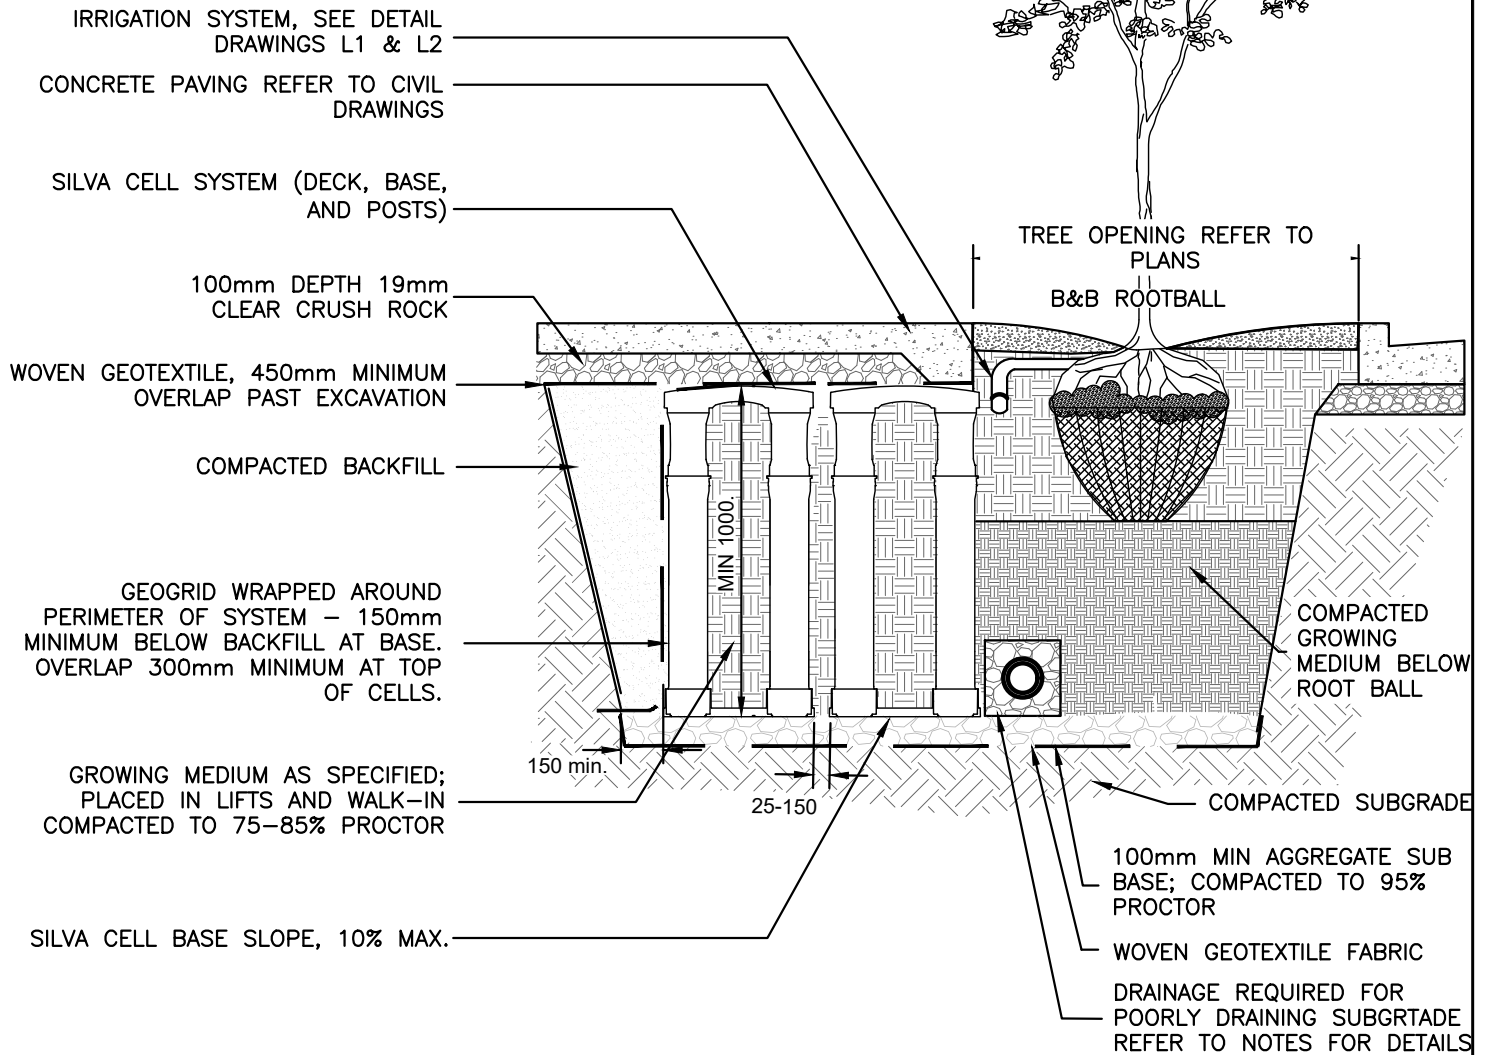 IRRIGATION SYSTEM, SEE DETAIL
DRAWINGS L1 & L2
CONCRETE PAVING REFER TO CIVIL
DRAWINGS
SILVA CELL SYSTEM (DECK, BASE,
AND POSTS)
100mm DEPTH 19mm
CLEAR CRUSH ROCK
WOVEN GEOTEXTILE, 450mm MINIMUM
OVERLAP PAST EXCAVATION
COMPACTED BACKFILL
GEOGRID WRAPPED AROUND
PERIMETER OF SYSTEM – 150mm
MINIMUM BELOW BACKFILL AT BASE.
OVERLAP 300mm MINIMUM AT TOP
OF CELLS.
GROWING MEDIUM AS SPECIFIED;
PLACED IN LIFTS AND WALK–IN
COMPACTED TO 75–85% PROCTOR
SILVA CELL BASE SLOPE, 10% MAX.
TREE OPENING REFER TO
PLANS
B&B ROOTBALL
MIN 1000.
150 min.
25-150
COMPACTED
GROWING
MEDIUM BELOW
ROOT BALL
COMPACTED SUBGRADE
100mm MIN AGGREGATE SUB
BASE; COMPACTED TO 95%
PROCTOR
WOVEN GEOTEXTILE FABRIC
DRAINAGE REQUIRED FOR
POORLY DRAINING SUBGRTADE
REFER TO NOTES FOR DETAILS